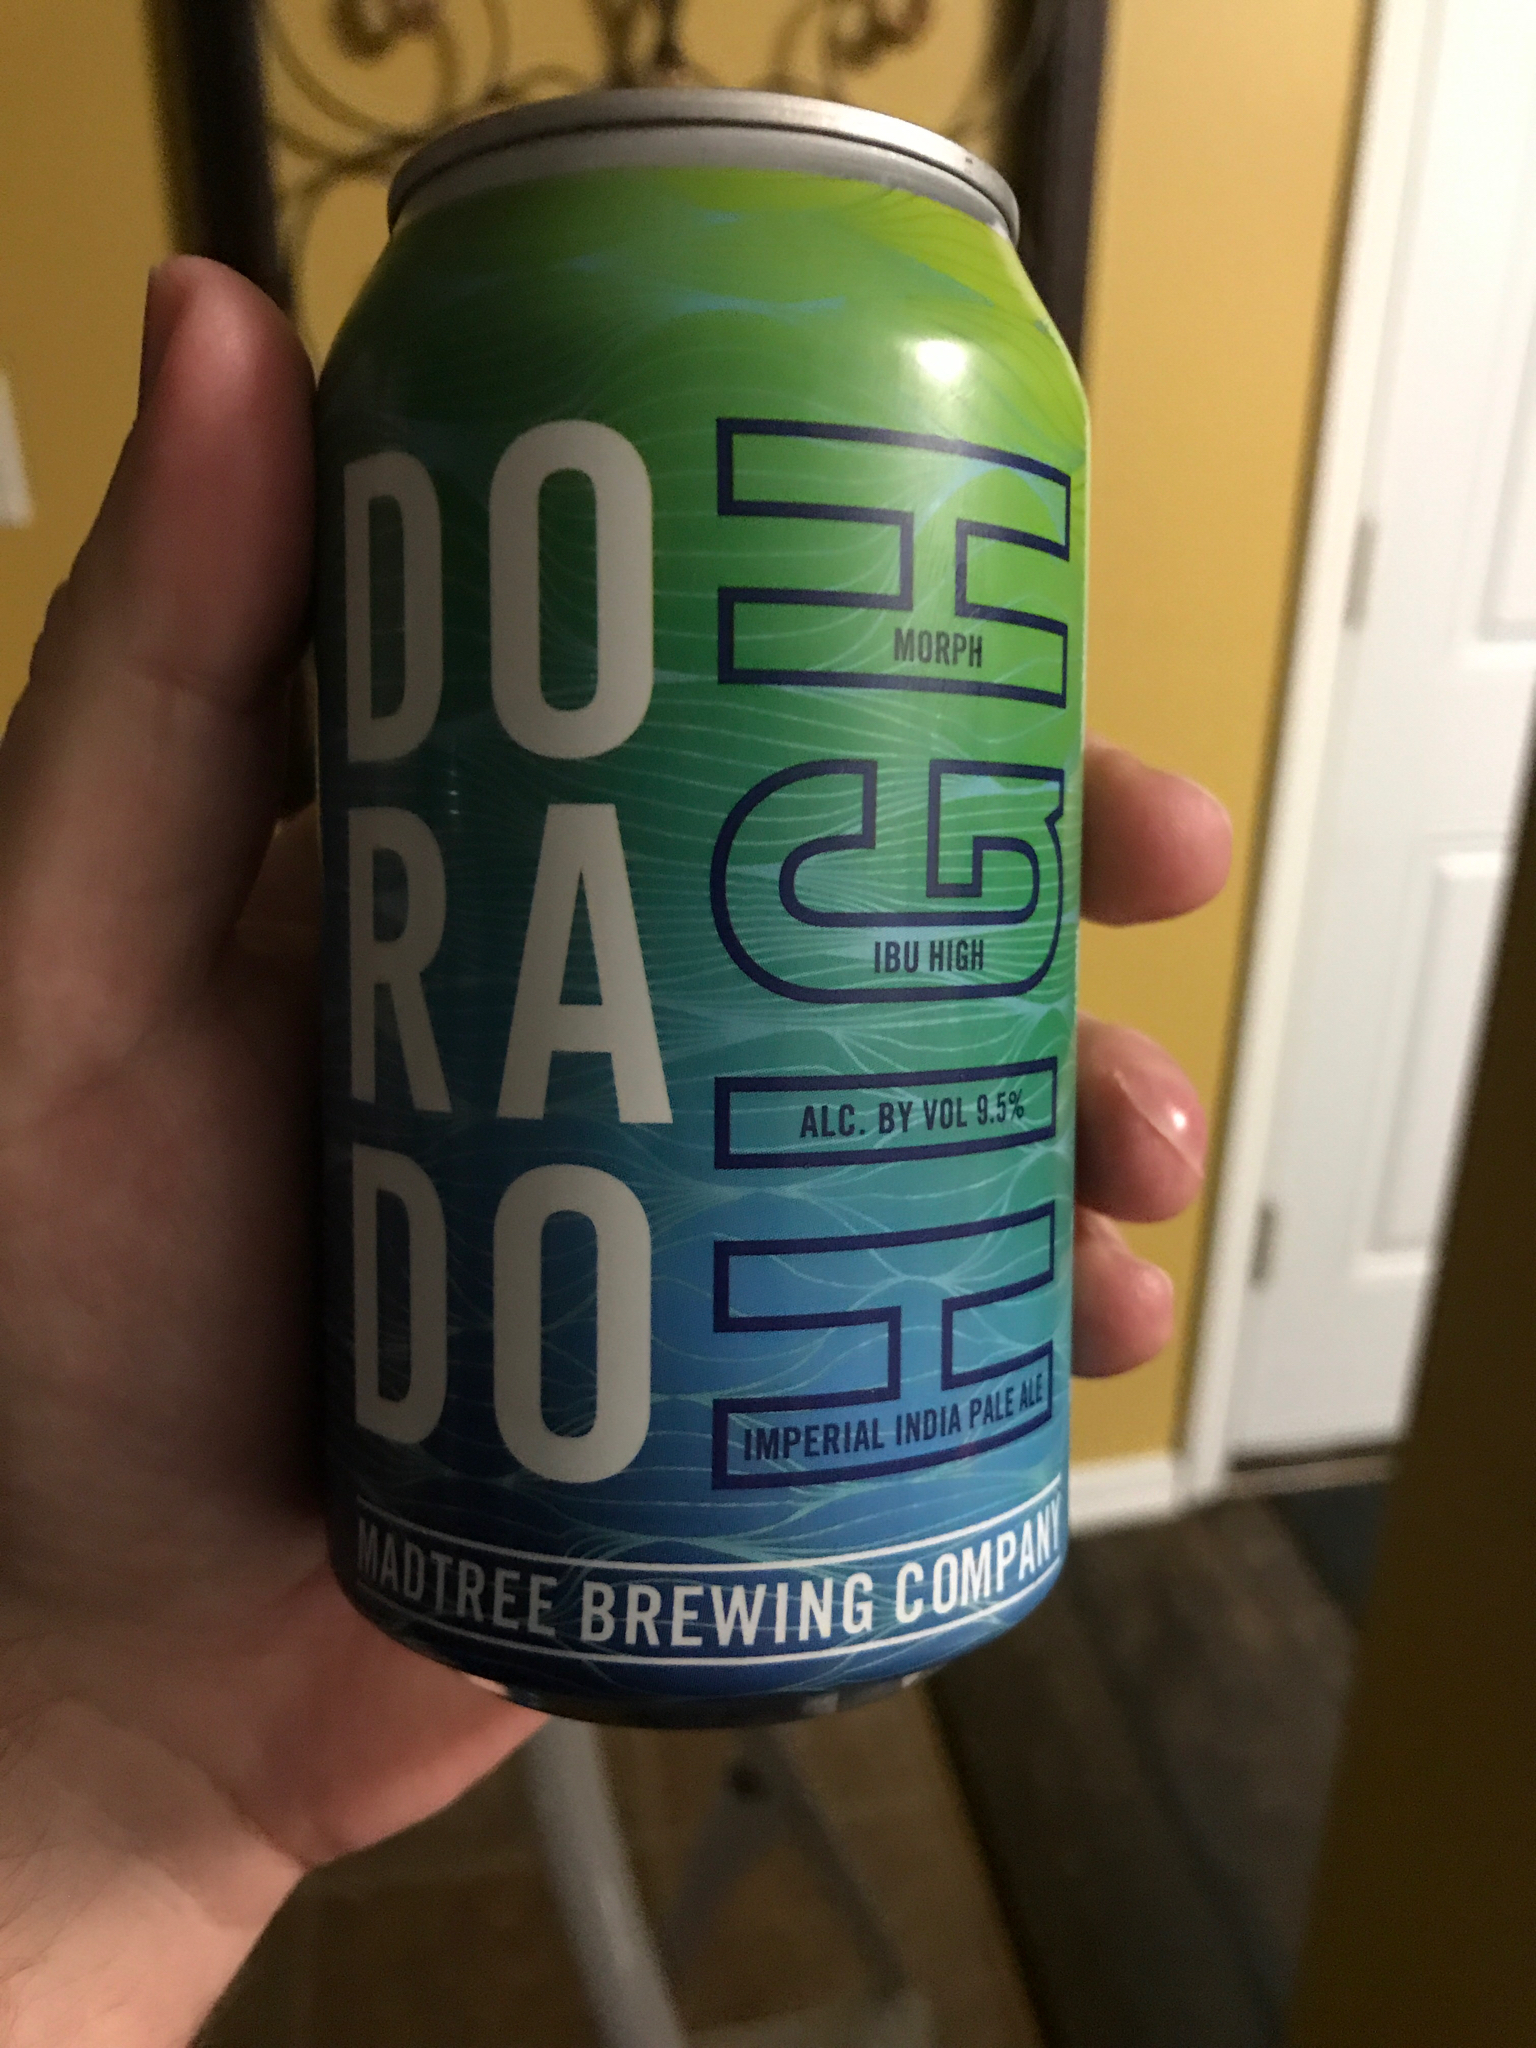 DO
RA
DO
HIGH
MORPH
IBU HIGH
ALC. BY VOL 9.5%
IMPERIAL INDIA PALE ALE
MADTREE BREWING COMPANY